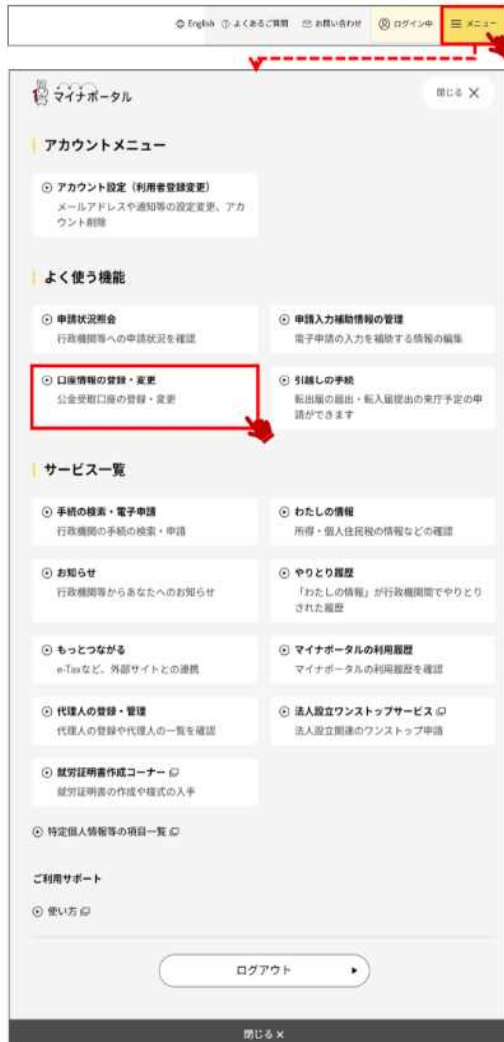 English よくあるご質問 お問い合わせ ログイン中 メニュー
マイナポータル
閉じる ×
アカウントメニュー
アカウント設定（利用者登録変更）
メールアドレスや通知等の設定変更、アカ
ウント削除
よく使う機能
申請状況照会
行政機関等への申請状況を確認
申請入力補助情報の管理
電子申請の入力を補助する情報の編集
口座情報の登録・変更
公金受取口座の登録・変更
引越しの手続
転出届の届出・転入届提出の来庁予定の申
請ができます
サービス一覧
手続の検索・電子申請
行政機関の手続の検索・申請
わたしの情報
所得・個人住民税の情報などの確認
お知らせ
行政機関等からあなたへのお知らせ
やりとり履歴
「わたしの情報」が行政機関間でやりとり
された履歴
もっとつながる
e-Taxなど、外部サイトとの連携
マイナポータルの利用履歴
マイナポータルの利用履歴を確認
代理人の登録・管理
代理人の登録や代理人の一覧を確認
法人設立ワンストップサービス
法人設立関連のワンストップ申請
就労証明書作成コーナー
就労証明書の作成や様式の入手
特定個人情報等の項目一覧
ご利用サポート
使い方
ログアウト
閉じる ×